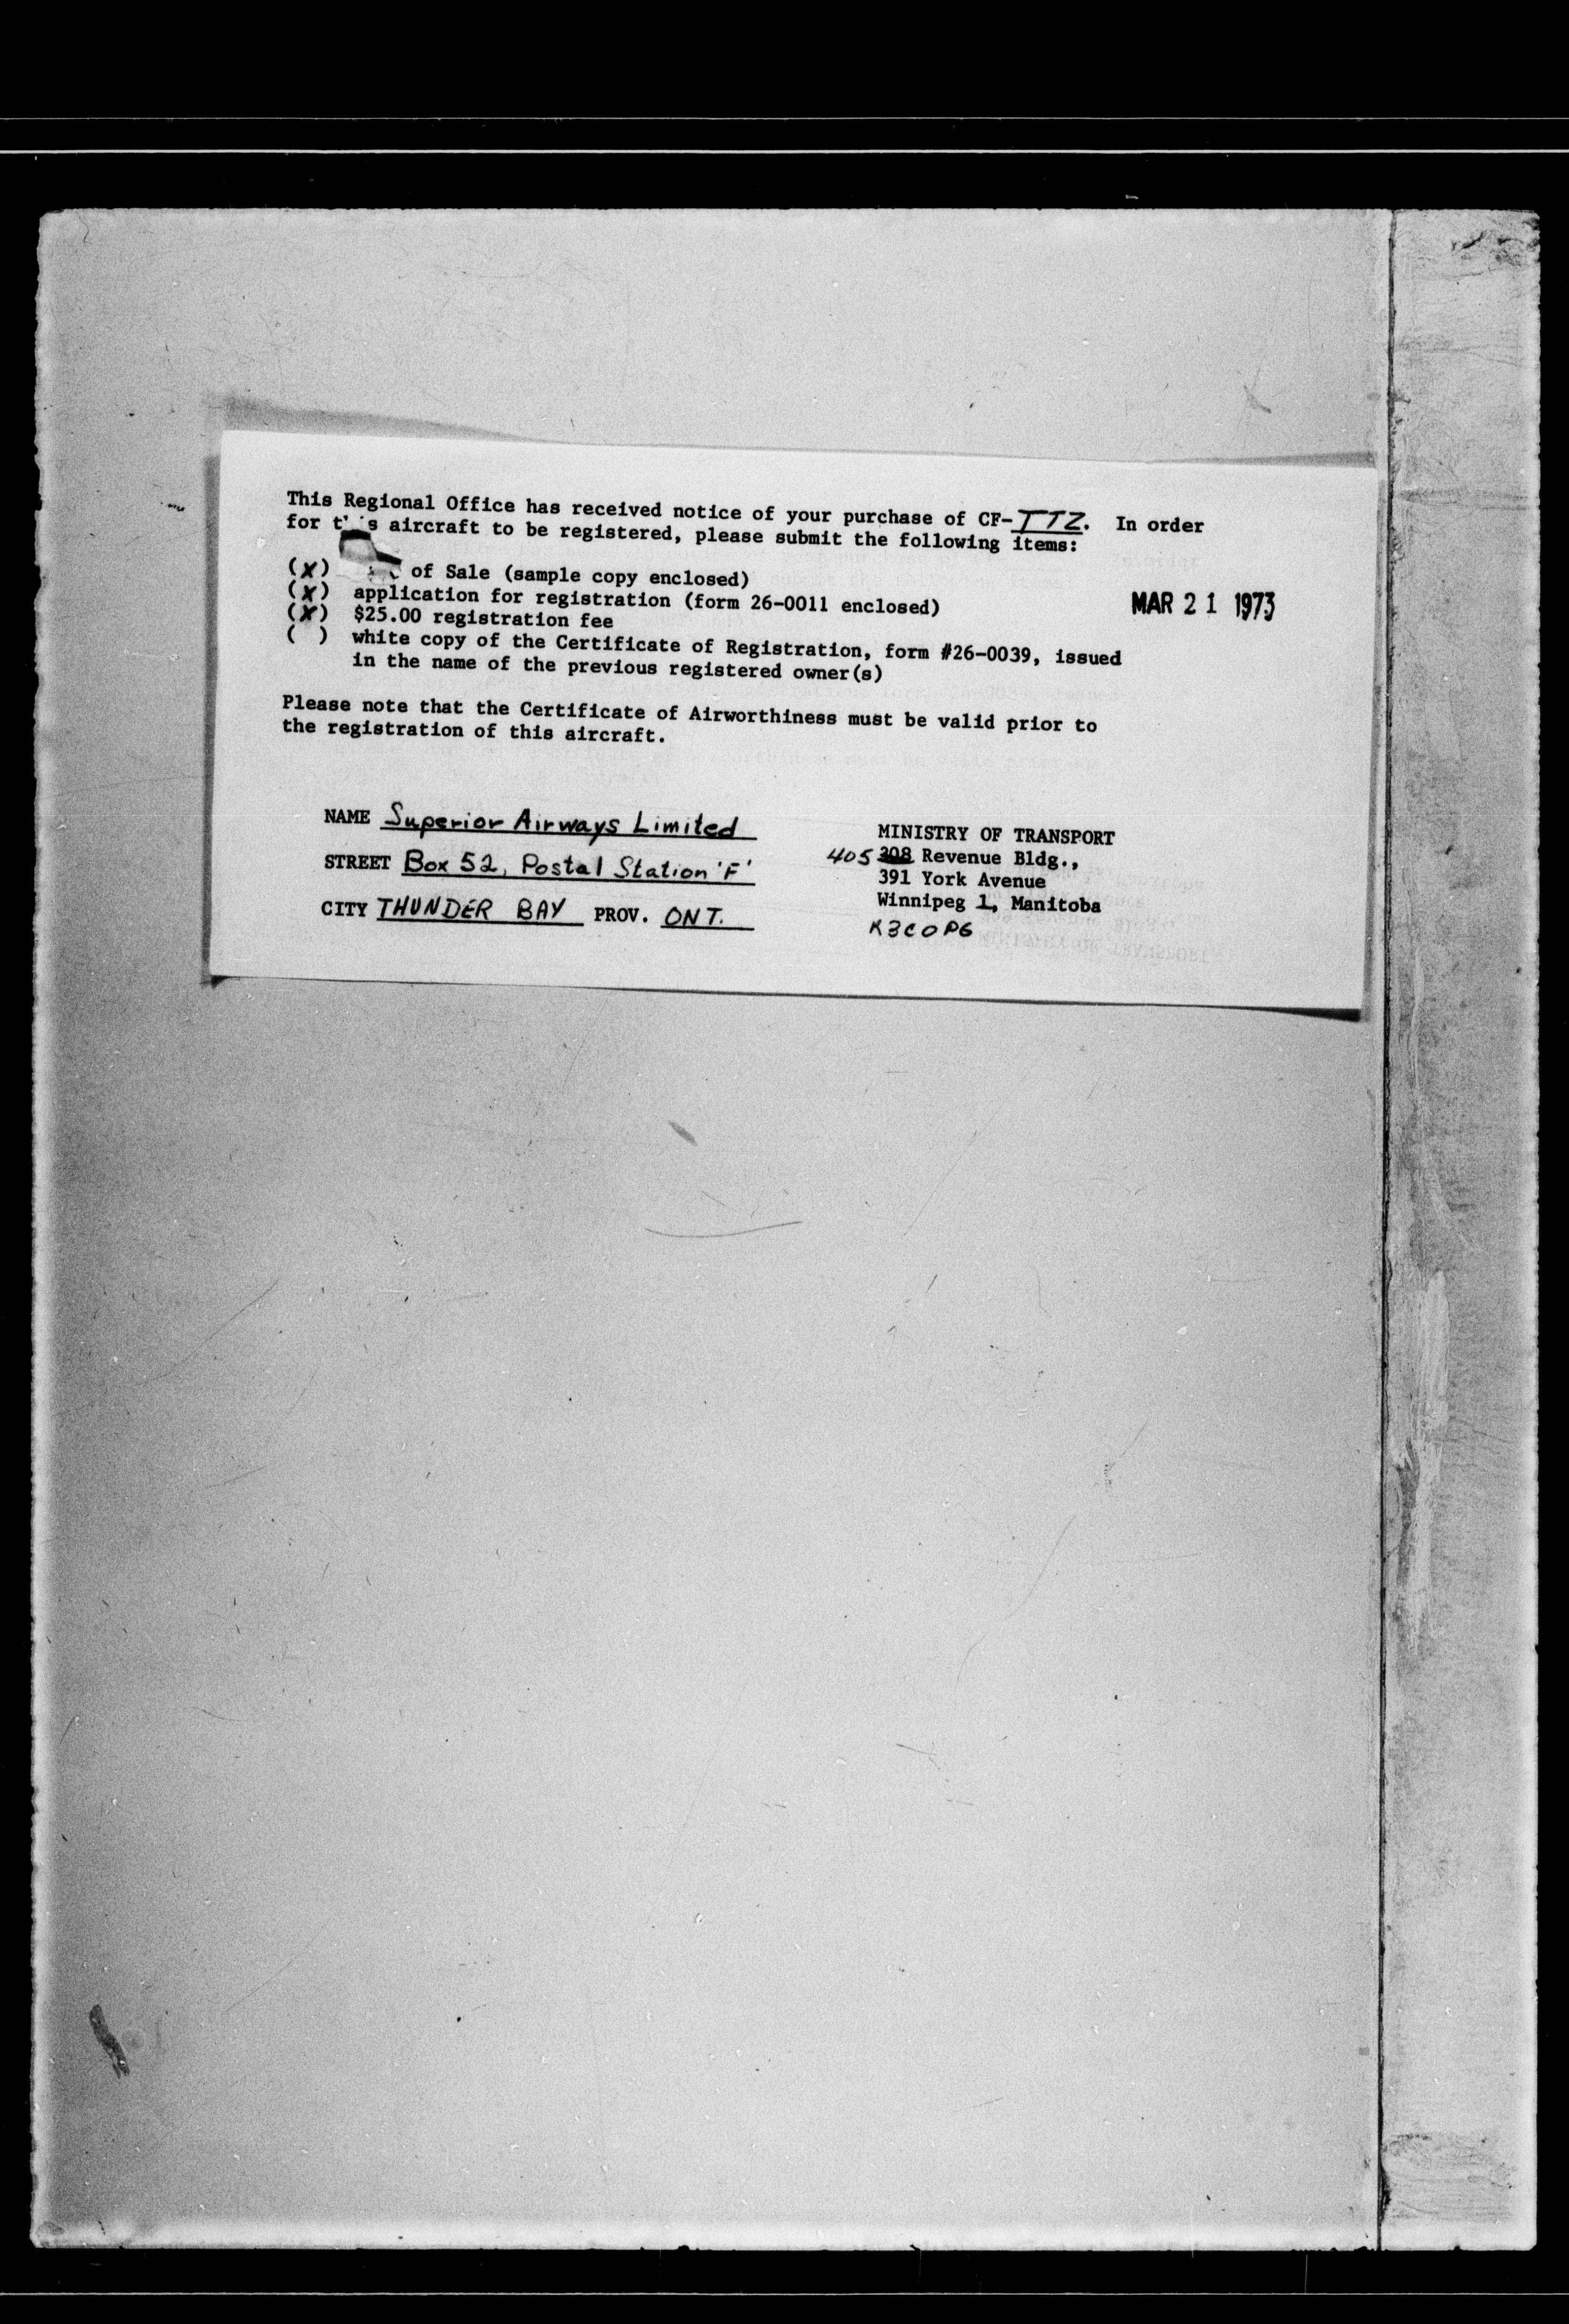 This Regional Office has received notice of your purchase of CF-TTZ. In order
for t' s aircraft to be registered, please submit the following items:
(X) of Sale (sample copy enclosed)
(X) application for registration (form 26-0011 enclosed)
MAR 21 1973
(X) $25.00 registration fee
( ) white copy of the Certificate of Registration, form #26-0039, issued
in the name of the previous registered owner(s)
Please note that the Certificate of Airworthiness must be valid prior to
the registration of this aircraft.
NAME Superior Airways Limited
STREET Box 52, Postal Station 'F'
CITY THUNDER BAY PROV. ONT.
MINISTRY OF TRANSPORT
405 308 Revenue Bldg.,
391 York Avenue
Winnipeg 1, Manitoba
R3C0P6